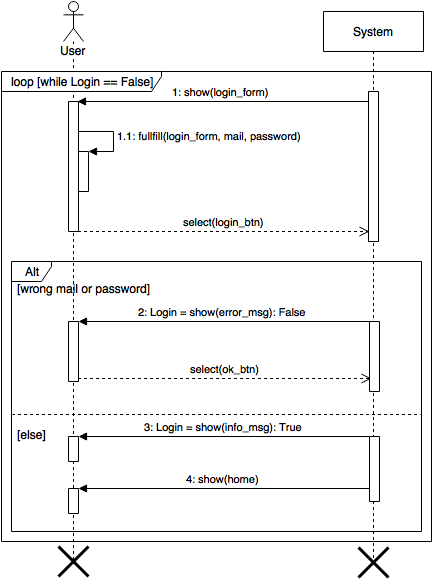 User
System
loop [while Login == False]
1: show(login_form)
1.1: fullfill(login_form, mail, password)
select(login_btn)
Alt
[wrong mail or password]
2: Login = show(error_msg): False
select(ok_btn)
[else]
3: Login = show(info_msg): True
4: show(home)